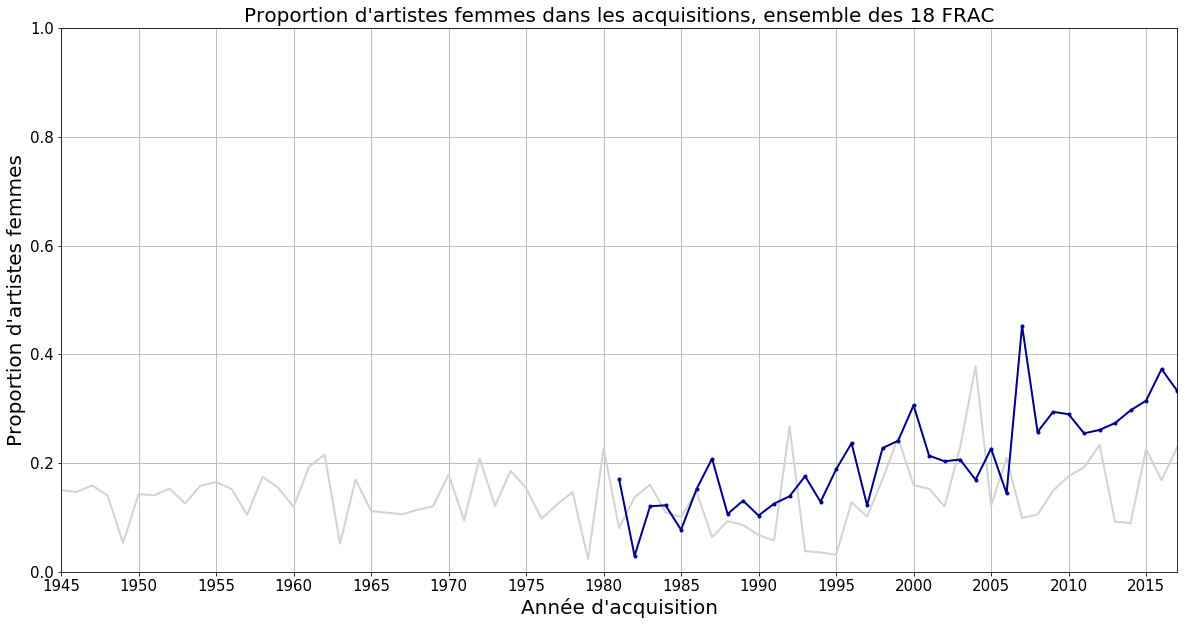 Proportion d'artistes femmes dans les acquisitions, ensemble des 18 FRAC
Proportion d'artistes femmes
1.0
0.8
0.6
0.4
0.2
0.0
1945 1950 1955 1960 1965 1970 1975 1980 1985 1990 1995 2000 2005 2010 2015
Année d'acquisition